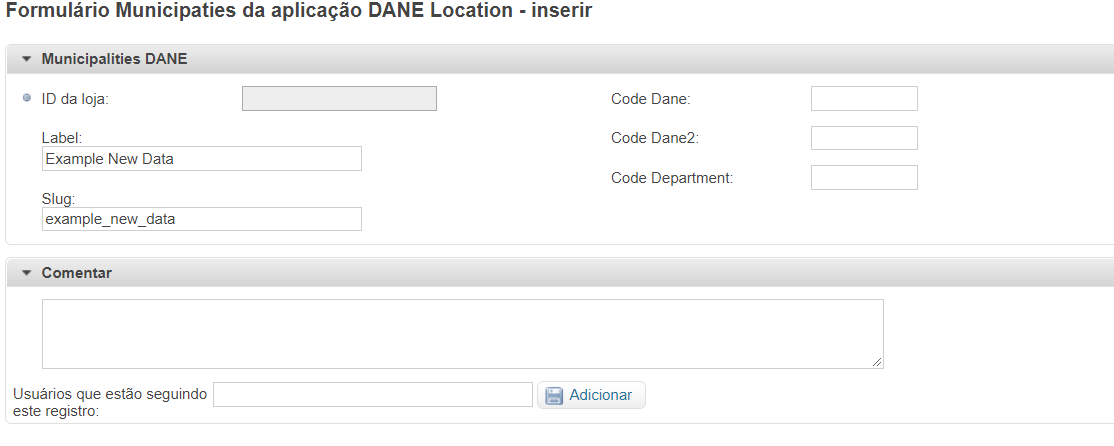 Formulário Municipaties da aplicação DANE Location - inserir
Municipalities DANE
ID da loja:
Code Dane:
Label:
Code Dane2:
Example New Data
Code Department:
Slug:
example_new_data
Comentar
Usuários que estão seguindo
este registro:
Adicionar